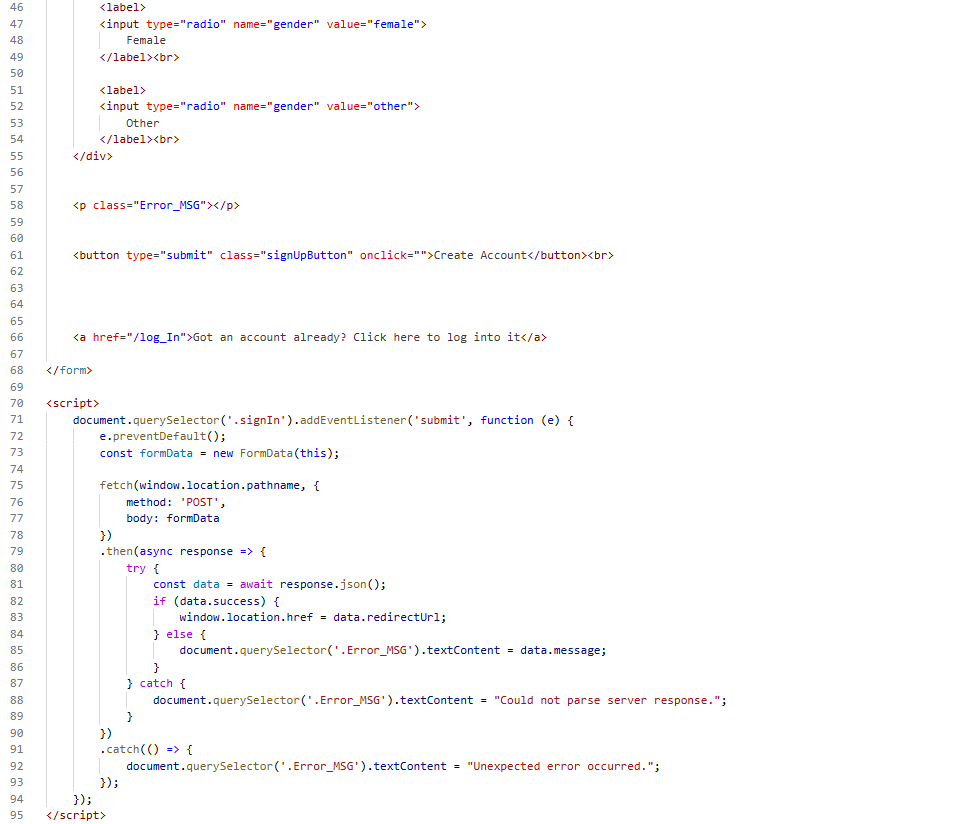 46 <label>
47 <input type="radio" name="gender" value="female">
48 Female
49 </label><br>
50
51 <label>
52 <input type="radio" name="gender" value="other">
53 Other
54 </label><br>
55 </div>
56
57
58 <p class="Error_MSG"></p>
59
60
61 <button type="submit" class="signUpButton" onclick="">Create Account</button><br>
62
63
64
65
66 <a href="/log_In">Got an account already? Click here to log into it</a>
67
68 </form>
69
70 <script>
71 document.querySelector('.signIn').addEventListener('submit', function (e) {
72 e.preventDefault();
73 const formData = new FormData(this);
74
75 fetch(window.location.pathname, {
76 method: 'POST',
77 body: formData
78 })
79 .then(async response => {
80 try {
81 const data = await response.json();
82 if (data.success) {
83 window.location.href = data.redirectUrl;
84 } else {
85 document.querySelector('.Error_MSG').textContent = data.message;
86 }
87 } catch {
88 document.querySelector('.Error_MSG').textContent = "Could not parse server response.";
89 }
90 })
91 .catch(() => {
92 document.querySelector('.Error_MSG').textContent = "Unexpected error occurred.";
93 });
94 });
95 </script>